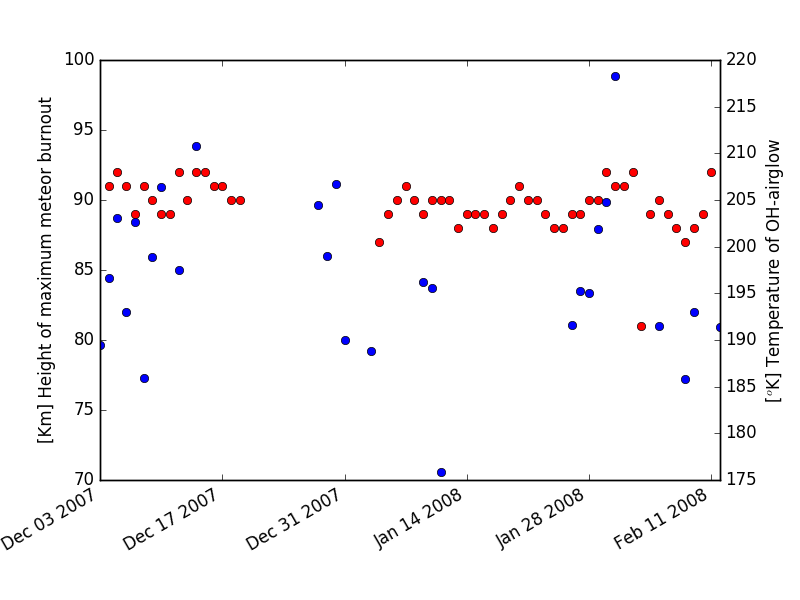 100
95
90
85
80
75
70
[Km] Height of maximum meteor burnout
220
215
210
205
200
195
190
185
180
175
[°K] Temperature of OH-airglow
Dec 03 2007
Dec 17 2007
Dec 31 2007
Jan 14 2008
Jan 28 2008
Feb 11 2008